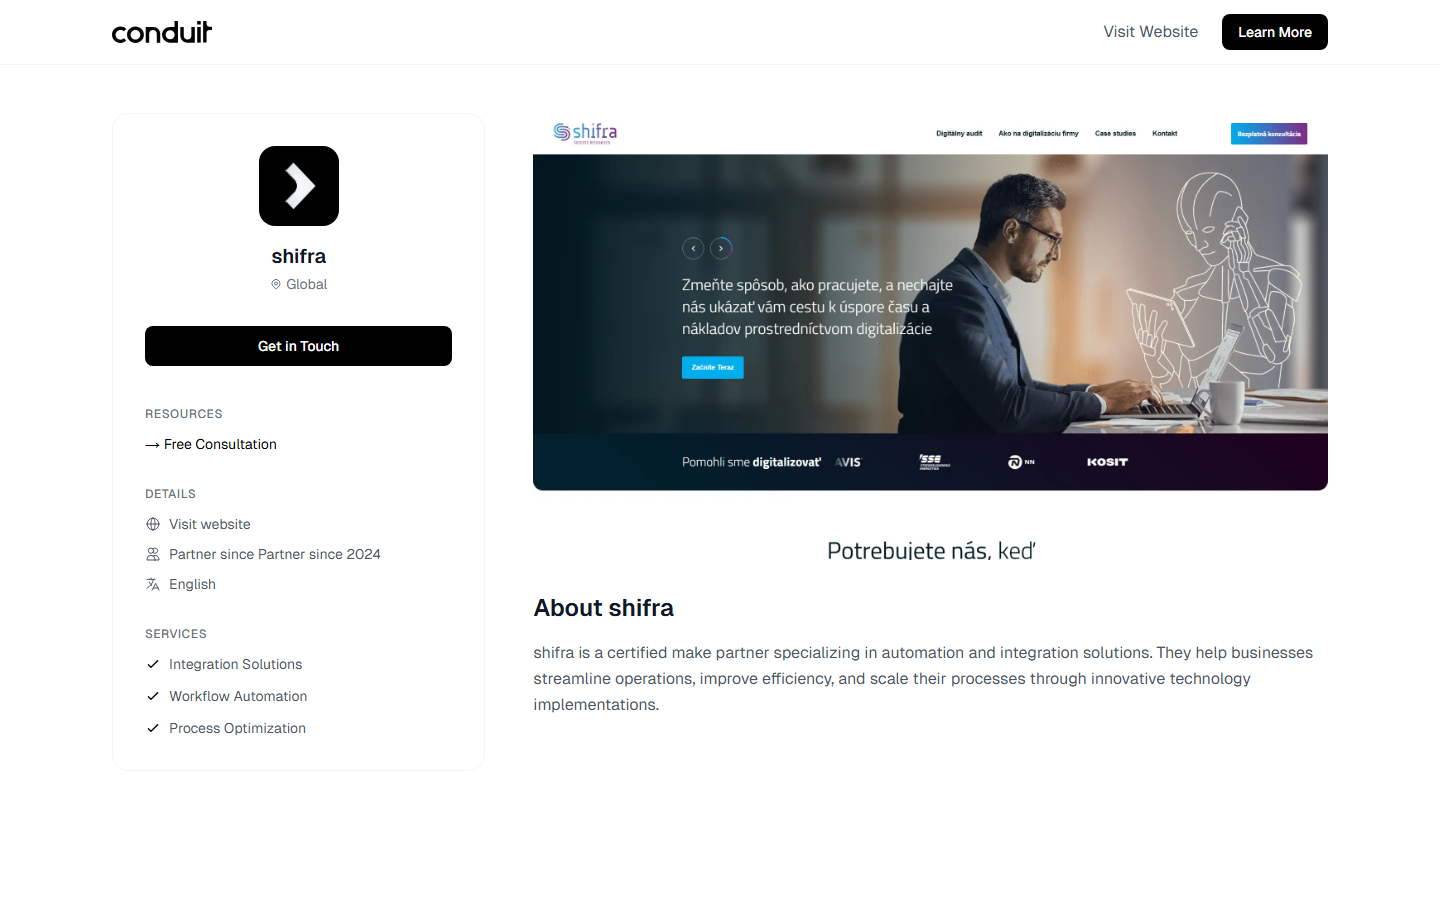 conduit
Visit Website
Learn More
shifra
Global
Get in Touch
RESOURCES
→ Free Consultation
DETAILS
Visit website
Partner since Partner since 2024
English
SERVICES
Integration Solutions
Workflow Automation
Process Optimization
shifra
Digitálny audit
Ako na digitalizáciu firmy
Case studies
Kontakt
Bezplatná konzultácia
Zmeňte spôsob, ako pracujete, a nechajte
nás ukázať vám cestu k úspore času a
nákladov prostredníctvom digitalizácie
Začnite Teraz
Pomohli sme digitalizovať
AVIS
SSE
NN
KOSIT
Potrebujete nás, keď
About shifra
shifra is a certified make partner specializing in automation and integration solutions. They help businesses
streamline operations, improve efficiency, and scale their processes through innovative technology
implementations.